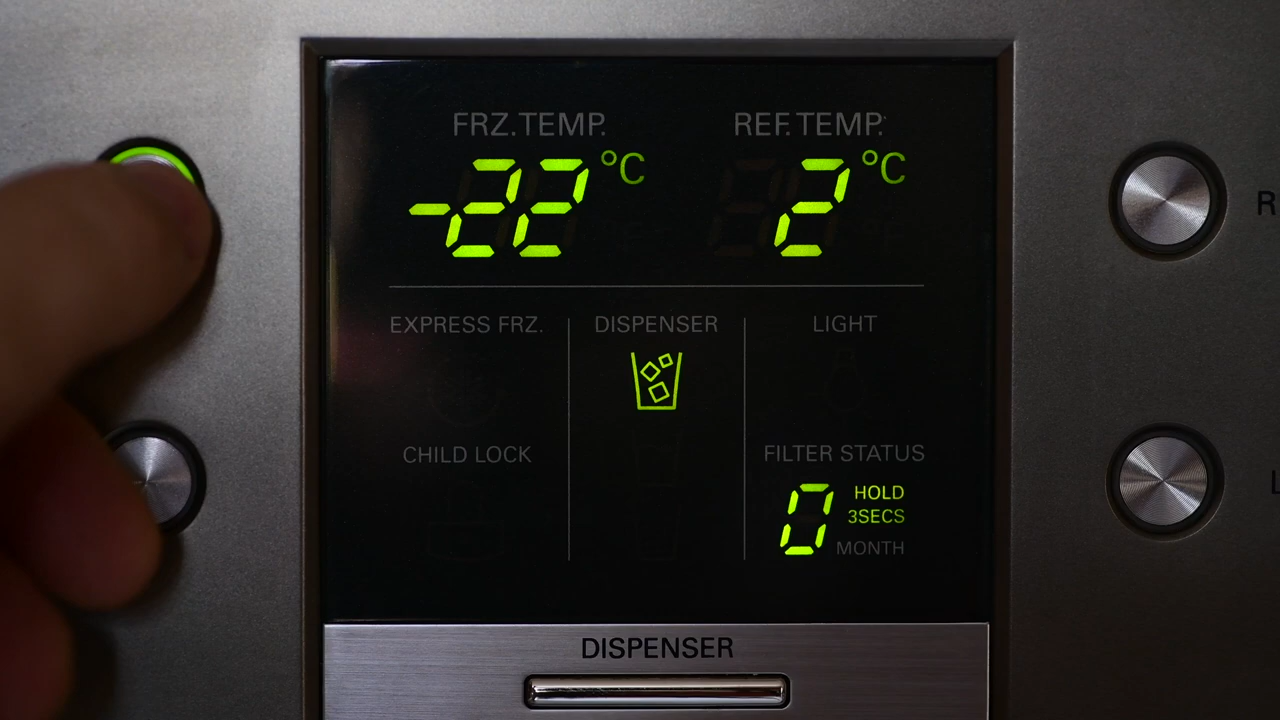 FRZ.TEMP. REF.TEMP.
-22 °C 2 °C
EXPRESS FRZ. DISPENSER LIGHT
CHILD LOCK FILTER STATUS
0 HOLD
3SECS
MONTH
DISPENSER
R